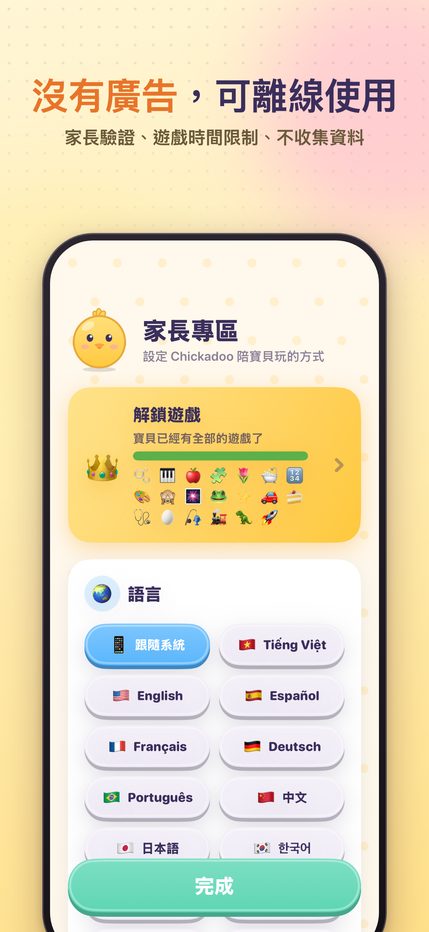 沒有廣告，可離線使用
家長驗證、遊戲時間限制、不收集資料
家長專區
設定 Chickadoo 陪寶貝玩的方式
解鎖遊戲
寶貝已經有全部的遊戲了
語言
跟隨系統
Tiếng Việt
English
Español
Français
Deutsch
Português
中文
日本語
한국어
完成